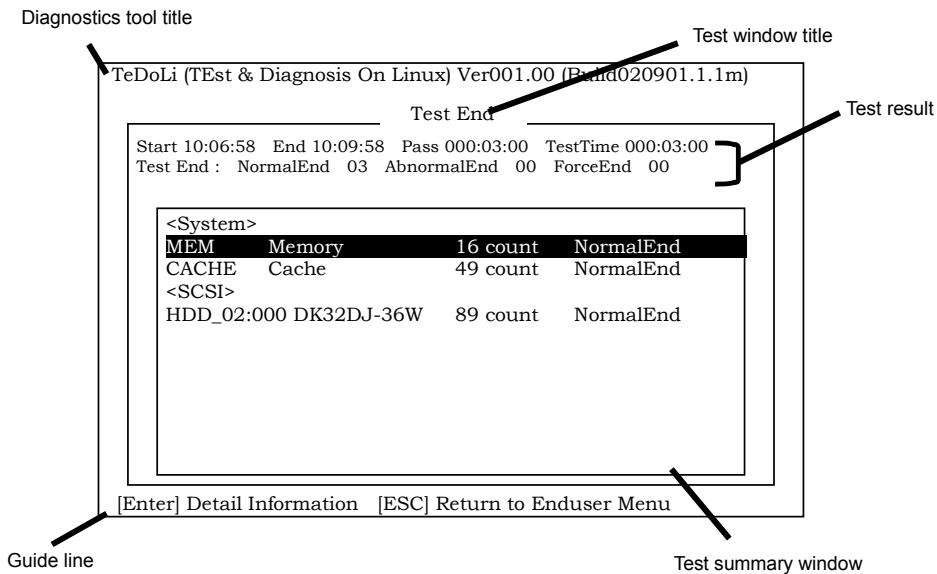 Diagnostics tool title
Test window title
TeDoLi (TEst & Diagnosis On Linux) Ver001.00 (Build020901.1.1m)
Test End
Test result
Start 10:06:58 End 10:09:58 Pass 000:03:00 TestTime 000:03:00
Test End : NormalEnd 03 AbnormalEnd 00 ForceEnd 00
<System>
MEM Memory 16 count NormalEnd
CACHE Cache 49 count NormalEnd
<SCSI>
HDD_02:000 DK32DJ-36W 89 count NormalEnd
[Enter] Detail Information [ESC] Return to Enduser Menu
Guide line
Test summary window